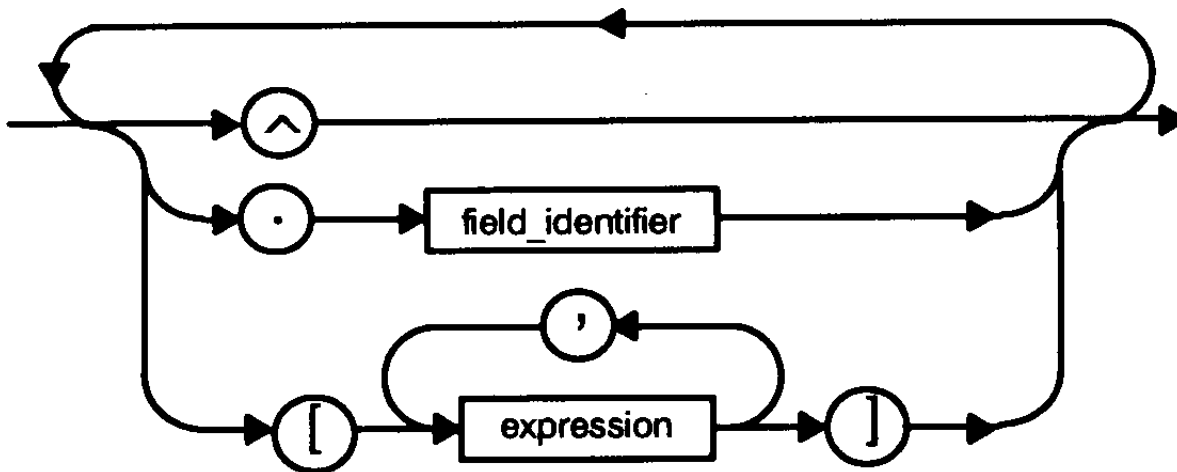 ^
. field_identifier
,
[ expression ]